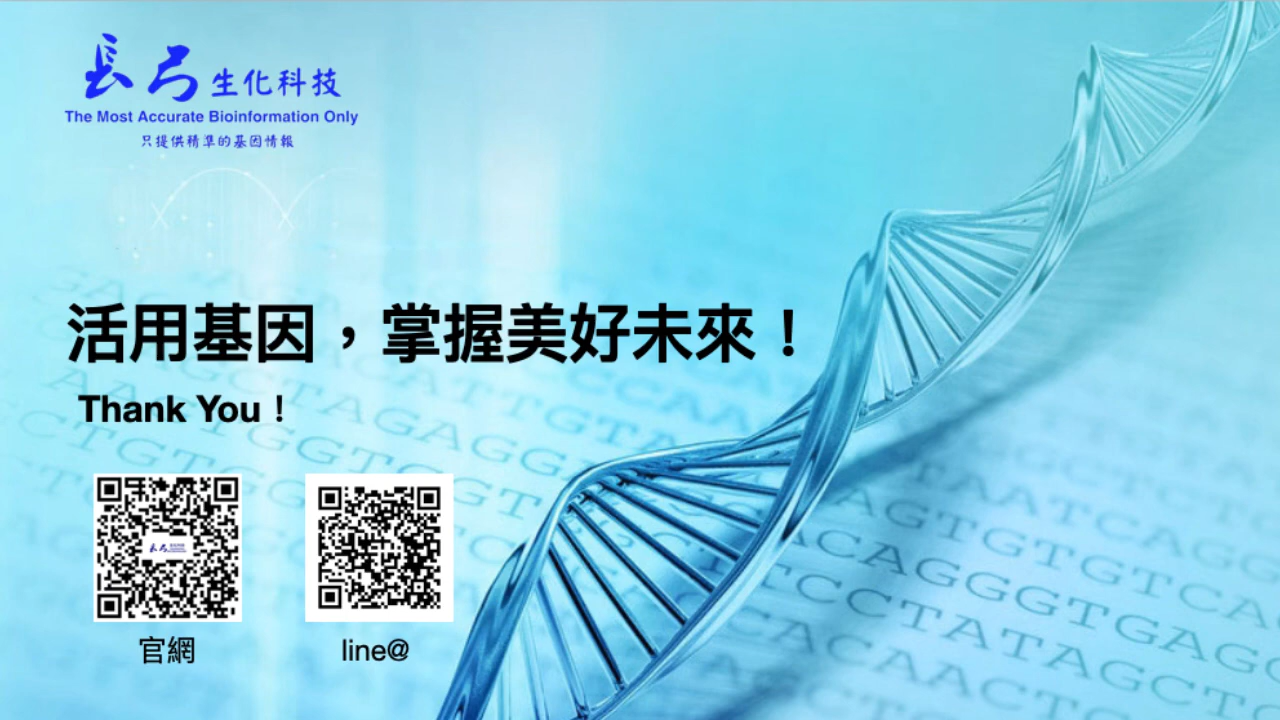 長弓生化科技
The Most Accurate Bioinformation Only
只提供精準的基因情報
活用基因，掌握美好未來！
Thank You！
官網
line@